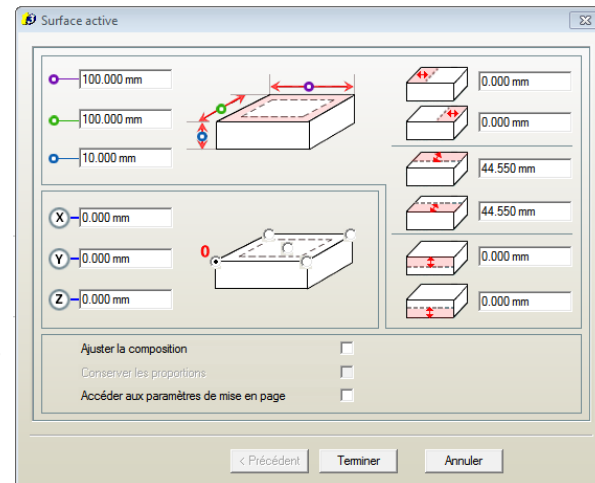 Surface active
100.000 mm
100.000 mm
10.000 mm
0.000 mm
0.000 mm
44.550 mm
44.550 mm
0.000 mm
0.000 mm
X 0.000 mm
Y 0.000 mm
Z 0.000 mm
0
Ajuster la composition
Conserver les proportions
Accéder aux paramètres de mise en page
< Précédent Terminer Annuler